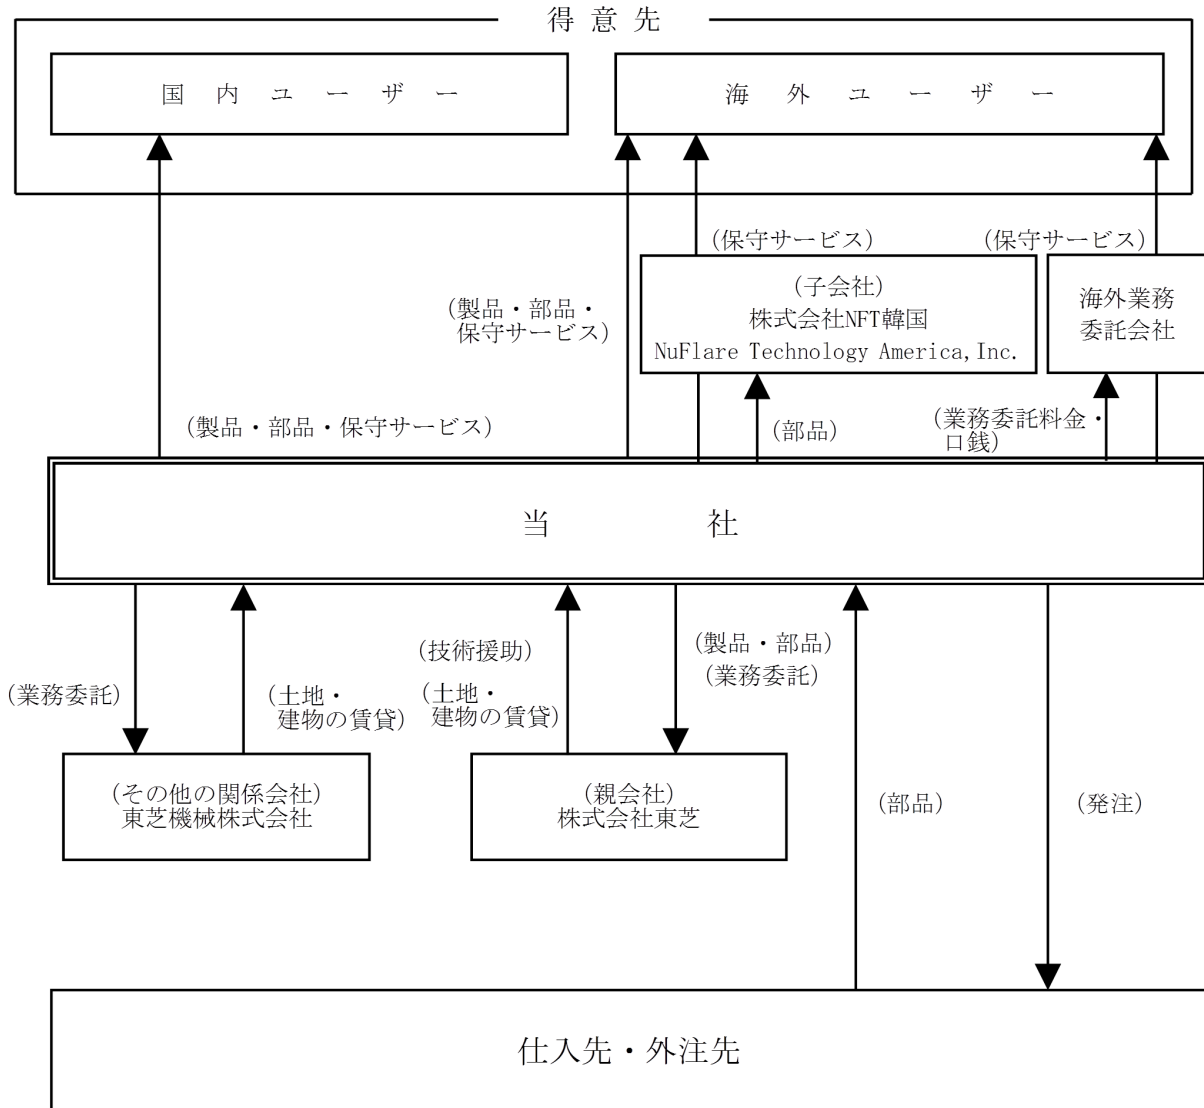 得意先
国内ユーザー
海外ユーザー
(保守サービス)
(保守サービス)
(製品・部品・
保守サービス)
(子会社)
株式会社NFT韓国
NuFlare Technology America,Inc.
海外業務
委託会社
(製品・部品・保守サービス)
(部品)
(業務委託料金・
口銭)
当社
(業務委託)
(土地・
建物の賃貸)
(技術援助)
(土地・
建物の賃貸)
(製品・部品)
(業務委託)
(その他の関係会社)
東芝機械株式会社
(親会社)
株式会社東芝
(部品)
(発注)
仕入先・外注先